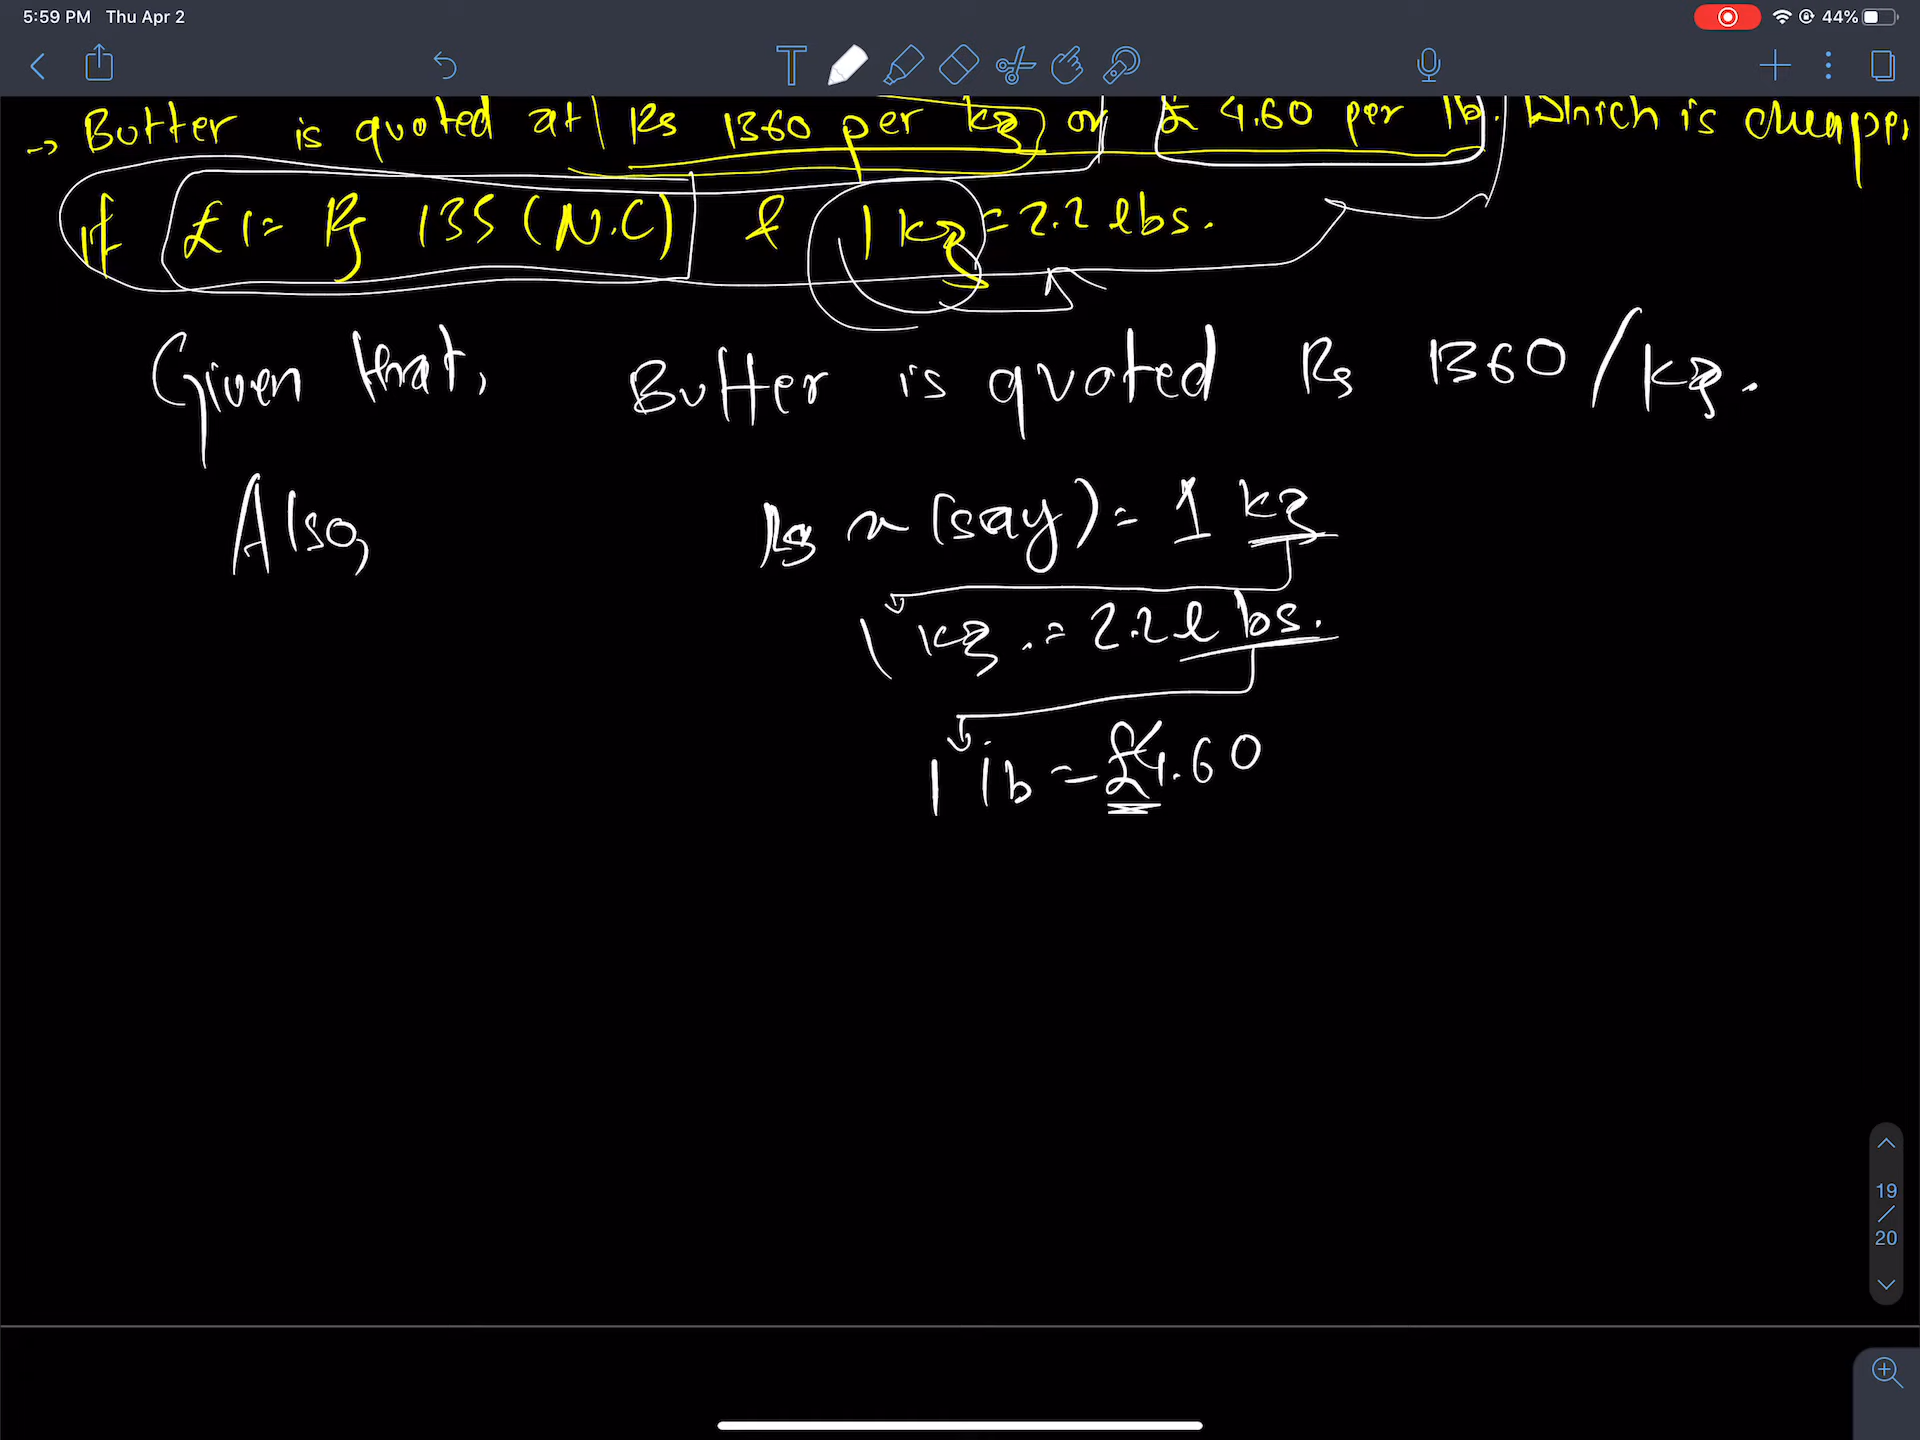 5:59 PM Thu Apr 2
44%
→ Butter is quoted at Rs 1360 per kg or £ 4.60 per lb. Which is cheaper,
if £1 = Rs 135 (N.C) & 1 kg = 2.2 lbs.
Given that, Butter is quoted Rs 1360/kg.
Also, Rs x (say) = 1 kg
1 kg. = 2.2 lbs.
1 lb = £4.60
19
/
20